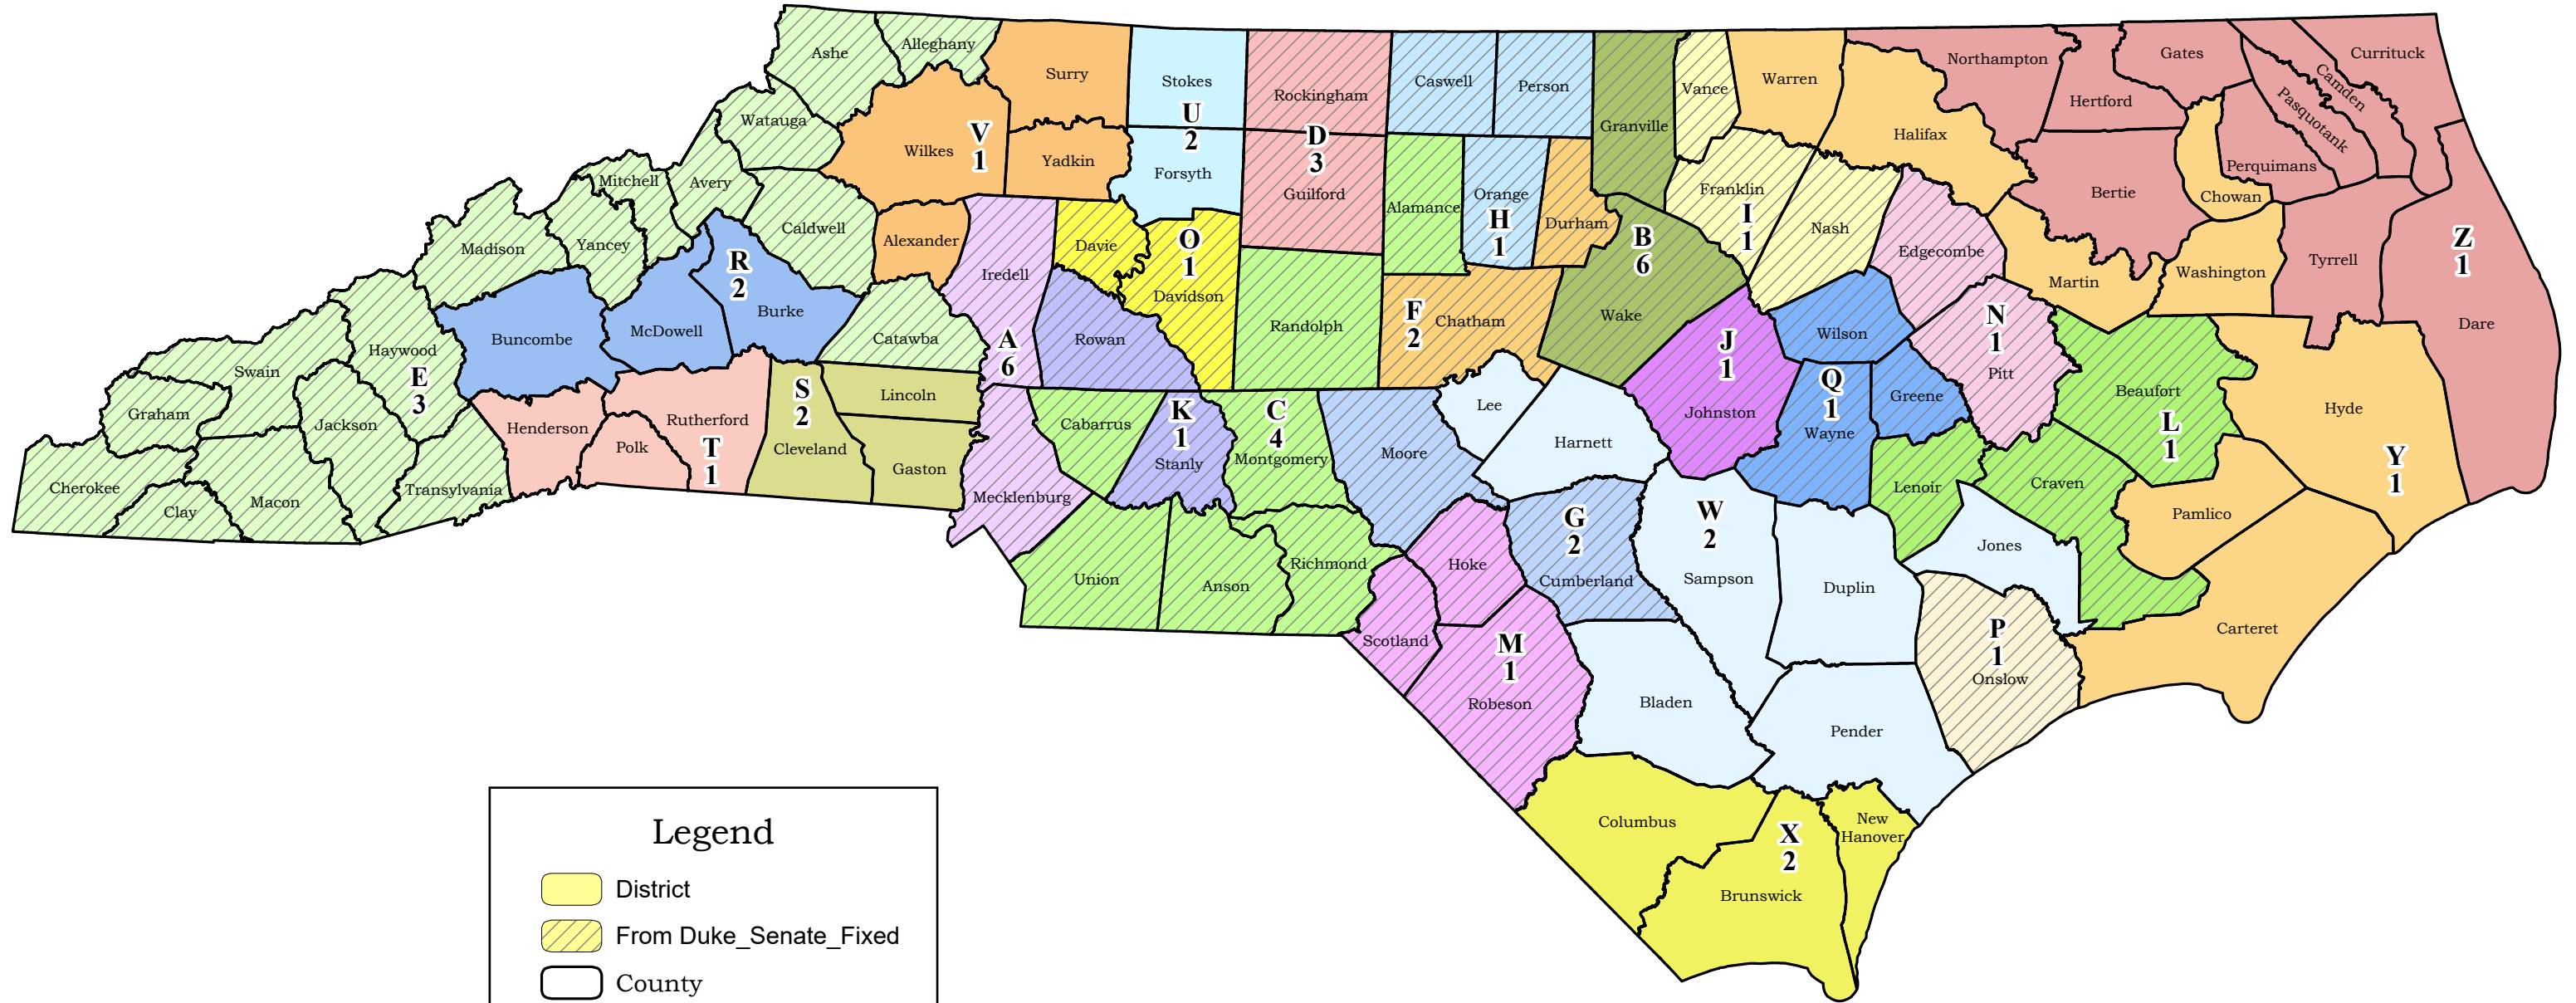 Ashe
Alleghany
Surry
Stokes
Rockingham
Caswell
Person
Granville
Vance
Warren
Northampton
Gates
Currituck
Camden
Hertford
Pasquotank
Halifax
Watauga
Wilkes
V
1
Yadkin
U
2
Forsyth
D
3
Guilford
Perquimans
Bertie
Chowan
Mitchell
Avery
Caldwell
Alexander
Alamance
Orange
H
1
Durham
Franklin
I
1
Nash
Edgecombe
Madison
Yancey
R
2
Burke
Iredell
Davie
O
1
Davidson
B
6
Wake
Martin
Washington
Tyrrell
Z
1
Dare
Buncombe
McDowell
Catawba
A
6
Rowan
Randolph
F
2
Chatham
J
1
Johnston
Wilson
N
1
Pitt
Haywood
E
3
Swain
Graham
Jackson
Henderson
Polk
Rutherford
T
1
S
2
Cleveland
Lincoln
Gaston
Cabarrus
K
1
Stanly
C
4
Montgomery
Moore
Lee
Harnett
Q
1
Wayne
Greene
Beaufort
L
1
Hyde
Y
1
Cherokee
Clay
Macon
Transylvania
Mecklenburg
Lenoir
Craven
Pamlico
Union
Anson
Richmond
Hoke
G
2
Cumberland
W
2
Sampson
Duplin
Jones
Scotland
M
1
Robeson
Bladen
P
1
Onslow
Carteret
Pender
Columbus
X
2
Brunswick
New
Hanover
Legend
District
From Duke_Senate_Fixed
County